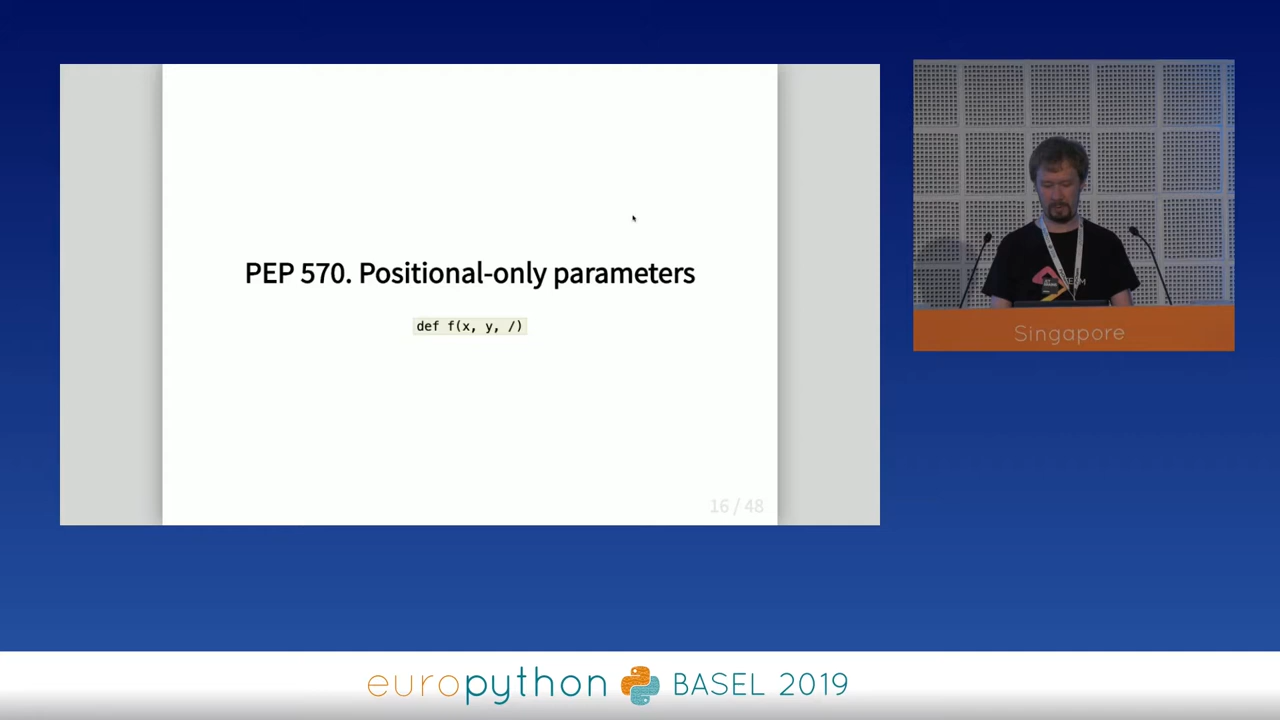 PEP 570. Positional-only parameters
def f(x, y, /)
16 / 48
Singapore
europython BASEL 2019